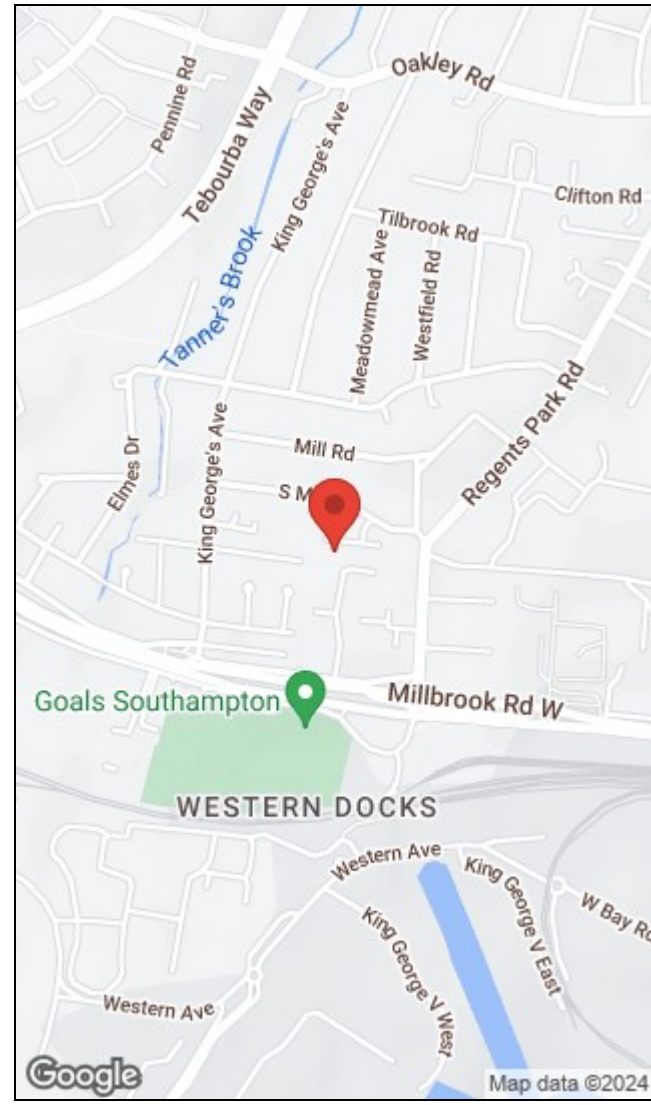 Oakley Rd
Pennine Rd
Tebourba Way
King George's Ave
Clifton Rd
Tilbrook Rd
Tanner's Brook
Meadowmead Ave
Westfield Rd
Regents Park Rd
Elmes Dr
King George's Ave
Mill Rd
S M
Goals Southampton
Millbrook Rd W
WESTERN DOCKS
Western Ave
King George V East
W Bay Rd
King George V West
Western Ave
Google
Map data ©2024